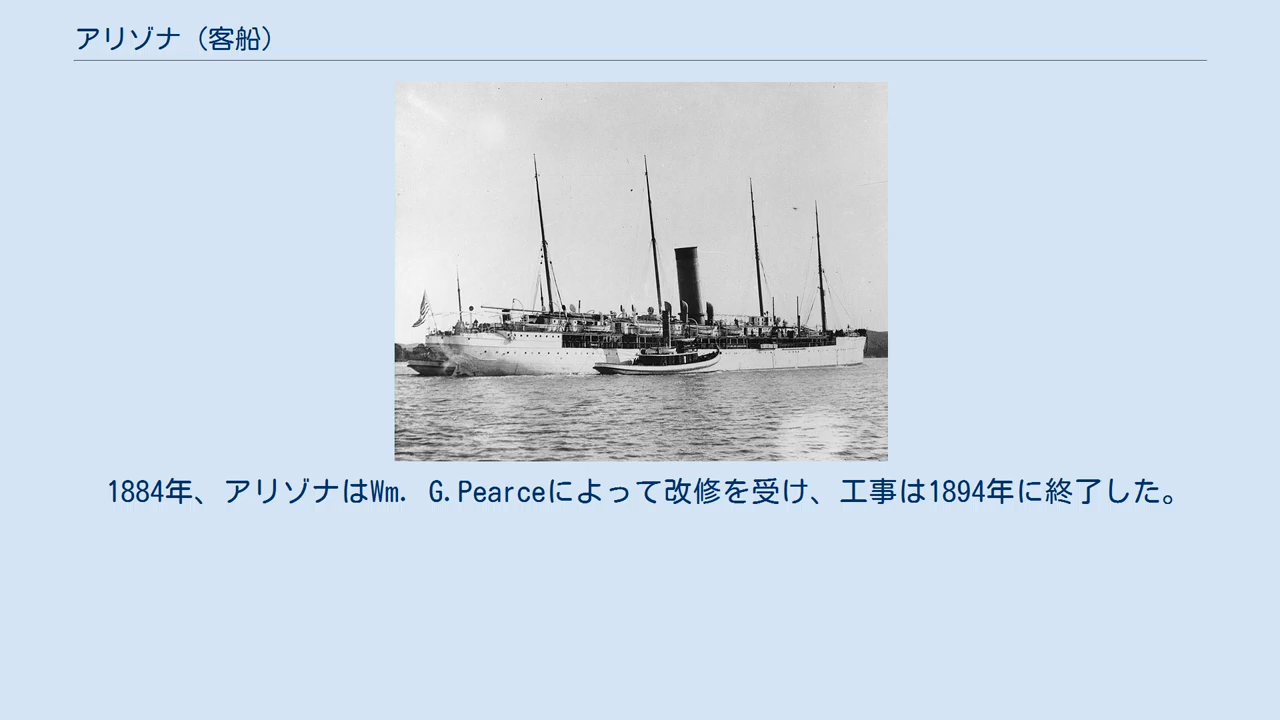 アリゾナ（客船）
1884年、アリゾナはWm. G.Pearceによって改修を受け、工事は1894年に終了した。